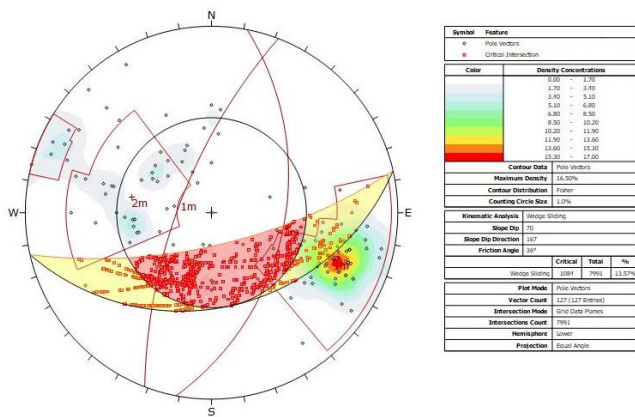 N
W
E
S
2m
1m
Symbol Feature
Pole Vectors
Critical Intersection
Color Density Concentrations
0.00 - 1.70
1.70 - 3.40
3.40 - 5.10
5.10 - 6.80
6.80 - 8.50
8.50 - 10.20
10.20 - 11.90
11.90 - 13.60
13.60 - 15.30
15.30 - 17.00
Contour Data Pole Vectors
Maximum Density 16.50%
Contour Distribution Fisher
Counting Circle Size 1.0%
Kinematic Analysis Wedge Sliding
Slope Dip 70
Slope Dip Direction 167
Friction Angle 36°
Critical Total %
Wedge Sliding 1084 7991 13.57%
Plot Mode Pole Vectors
Vector Count 127 (127 Entries)
Intersection Mode Grid Data Planes
Intersections Count 7991
Hemisphere Lower
Projection Equal Angle